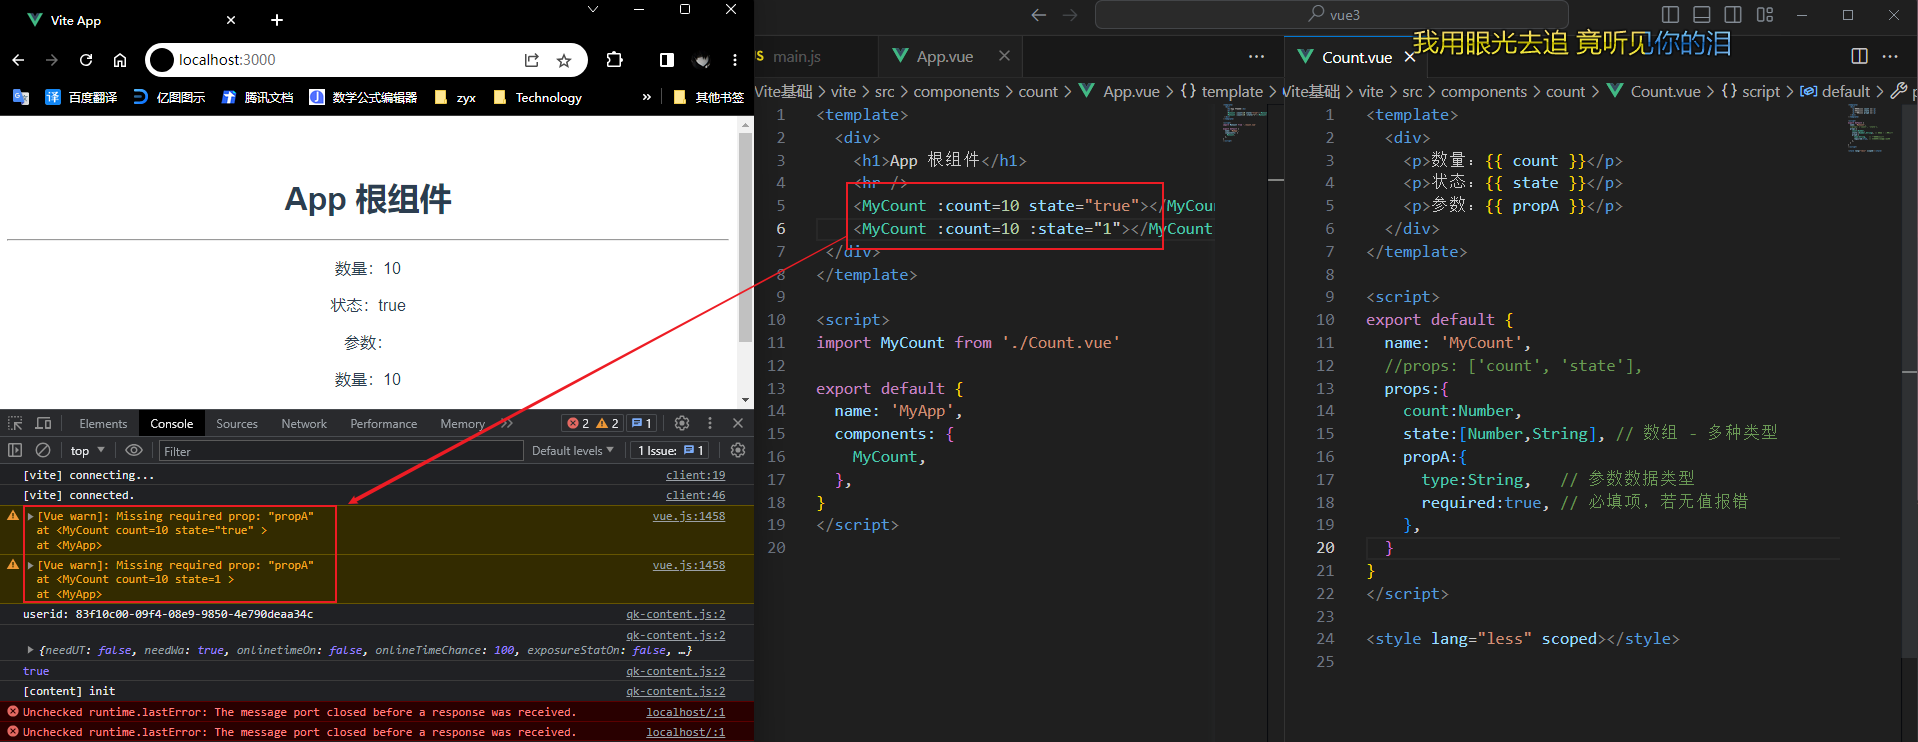 Vite App
localhost:3000
百度翻译 亿图图示 腾讯文档 数学公式编辑器 zyx Technology » 其他书签
App 根组件
数量：10
状态：true
参数：
数量：10
Elements Console Sources Network Performance Memory » 2 2 1
top Filter Default levels 1 Issue: 1
[vite] connecting... client:19
[vite] connected. client:46
[Vue warn]: Missing required prop: "propA" vue.js:1458
at <MyCount count=10 state="true" >
at <MyApp>
[Vue warn]: Missing required prop: "propA" vue.js:1458
at <MyCount count=10 state=1 >
at <MyApp>
userid: 83f10c00-09f4-08e9-9850-4e790deaa34c qk-content.js:2
qk-content.js:2
{needUT: false, needWa: true, onlinetimeOn: false, onlineTimeChance: 100, exposureStatOn: false, …}
true qk-content.js:2
[content] init qk-content.js:2
Unchecked runtime.lastError: The message port closed before a response was received. localhost/:1
Unchecked runtime.lastError: The message port closed before a response was received. localhost/:1
vue3
JS main.js App.vue
Vite基础 > vite > src > components > count > App.vue > {} template >
1 <template>
2 <div>
3 <h1>App 根组件</h1>
4 <hr />
5 <MyCount :count=10 state="true"></MyCou
6 <MyCount :count=10 :state="1"></MyCount
7 </div>
8 </template>
9
10 <script>
11 import MyCount from './Count.vue'
12
13 export default {
14 name: 'MyApp',
15 components: {
16 MyCount,
17 },
18 }
19 </script>
20
我用眼光去追 竟听见你的泪
Count.vue
Vite基础 > vite > src > components > count > Count.vue > {} script > default > p
1 <template>
2 <div>
3 <p>数量：{{ count }}</p>
4 <p>状态：{{ state }}</p>
5 <p>参数：{{ propA }}</p>
6 </div>
7 </template>
8
9 <script>
10 export default {
11 name: 'MyCount',
12 //props: ['count', 'state'],
13 props:{
14 count:Number,
15 state:[Number,String], // 数组 - 多种类型
16 propA:{
17 type:String, // 参数数据类型
18 required:true, // 必填项，若无值报错
19 },
20 }
21 }
22 </script>
23
24 <style lang="less" scoped></style>
25